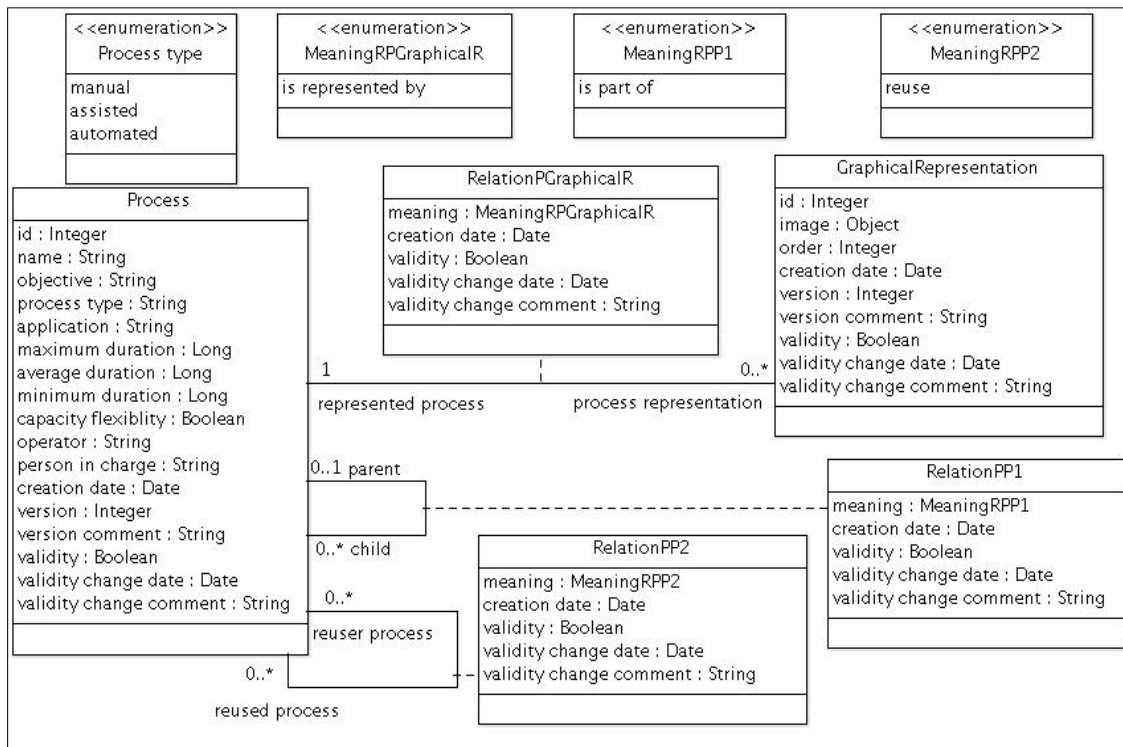 <<enumeration>>
Process type
manual
assisted
automated
<<enumeration>>
MeaningRPGraphicalR
is represented by
<<enumeration>>
MeaningRPP1
is part of
<<enumeration>>
MeaningRPP2
reuse
Process
id : Integer
name : String
objective : String
process type : String
application : String
maximum duration : Long
average duration : Long
minimum duration : Long
capacity flexiblity : Boolean
operator : String
person in charge : String
creation date : Date
version : Integer
version comment : String
validity : Boolean
validity change date : Date
validity change comment : String
RelationPGraphicalR
meaning : MeaningRPGraphicalR
creation date : Date
validity : Boolean
validity change date : Date
validity change comment : String
GraphicalRepresentation
id : Integer
image : Object
order : Integer
creation date : Date
version : Integer
version comment : String
validity : Boolean
validity change date : Date
validity change comment : String
1
0..*
represented process
process representation
0..1 parent
0..* child
RelationPP1
meaning : MeaningRPP1
creation date : Date
validity : Boolean
validity change date : Date
validity change comment : String
RelationPP2
meaning : MeaningRPP2
creation date : Date
validity : Boolean
validity change date : Date
validity change comment : String
0..*
reuser process
0..*
reused process